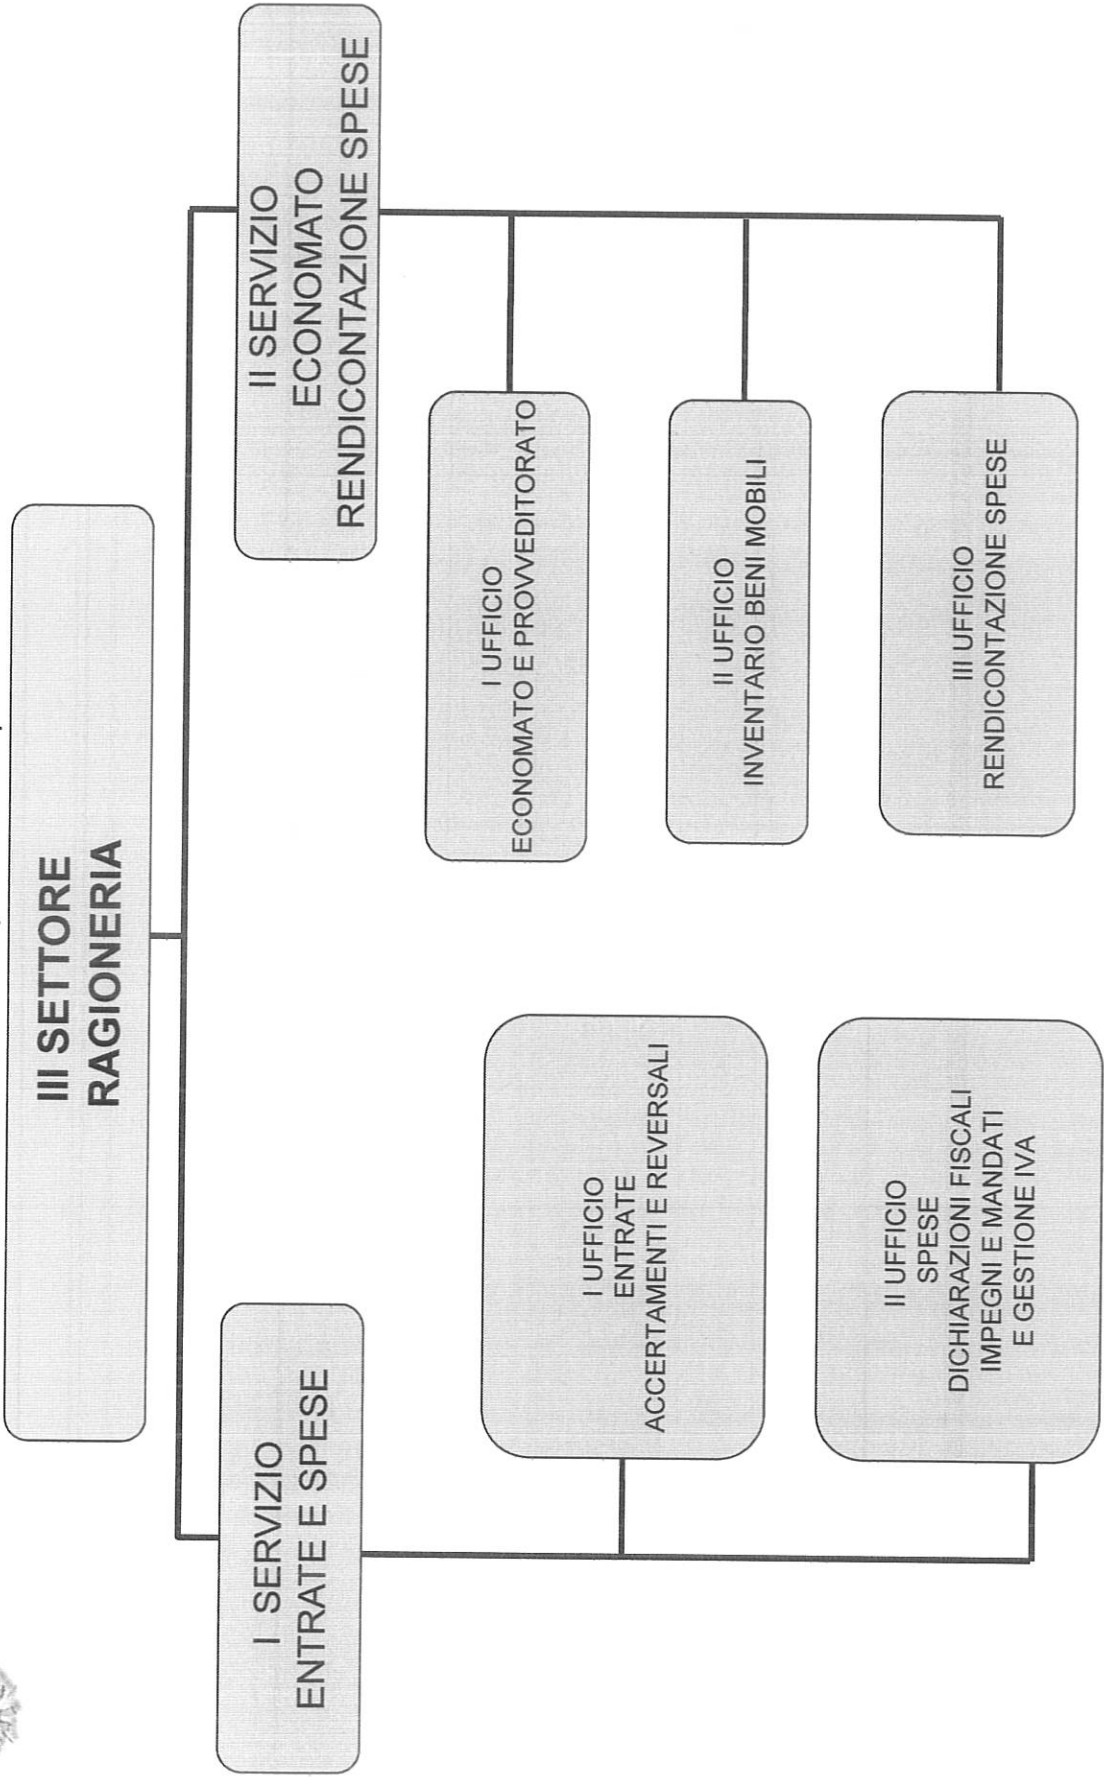 III SETTORE
RAGIONERIA
I SERVIZIO
ENTRATE E SPESE
I UFFICIO
ENTRATE
ACCERTAMENTI E REVERSALI
II UFFICIO
SPESE
DICHIARAZIONI FISCALI
IMPEGNI E MANDATI
E GESTIONE IVA
II SERVIZIO
ECONOMATO
RENDICONTAZIONE SPESE
I UFFICIO
ECONOMATO E PROVVEDITORATO
II UFFICIO
INVENTARIO BENI MOBILI
III UFFICIO
RENDICONTAZIONE SPESE